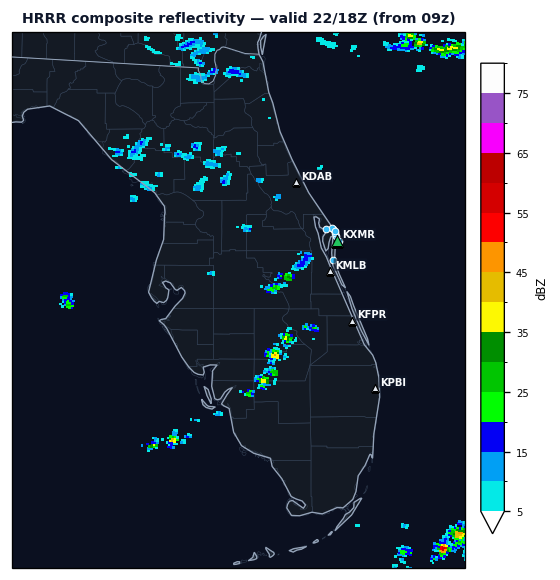 HRRR composite reflectivity — valid 22/18Z (from 09z)
KDAB
KXMR
KMLB
KFPR
KPBI
75
65
55
45
35
25
15
5
dBZ